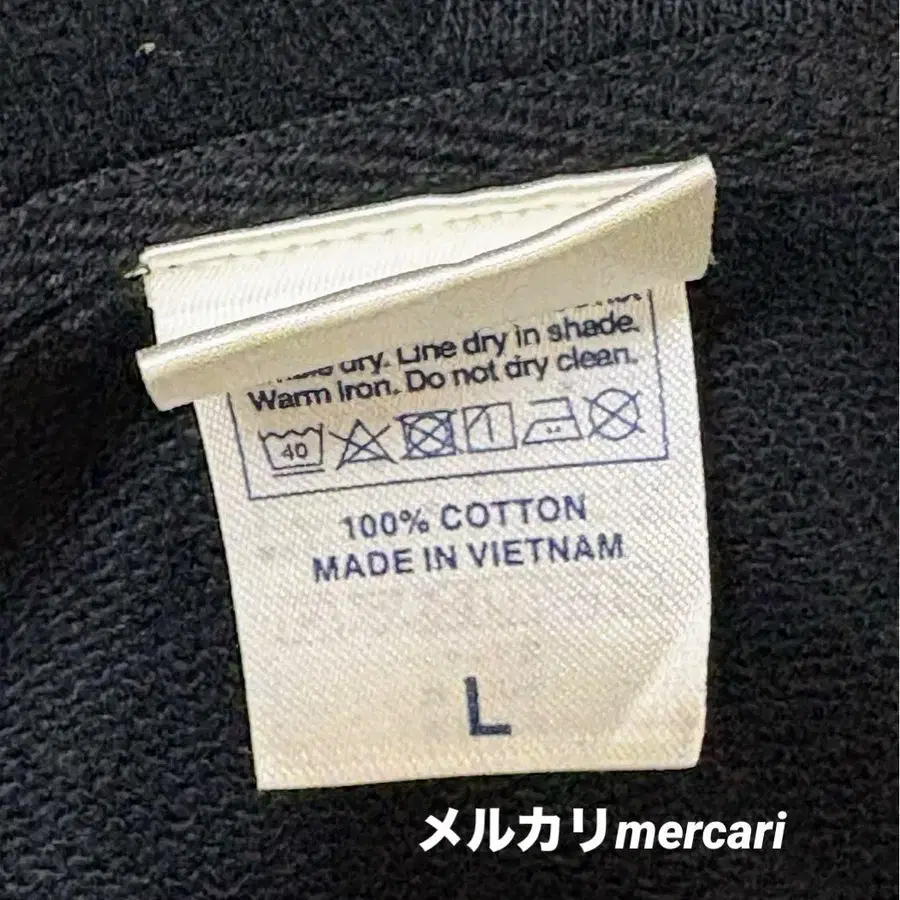 dry. Line dry in shade.
Warm Iron. Do not dry clean.
40
100% COTTON
MADE IN VIETNAM
L
メルカリmercari